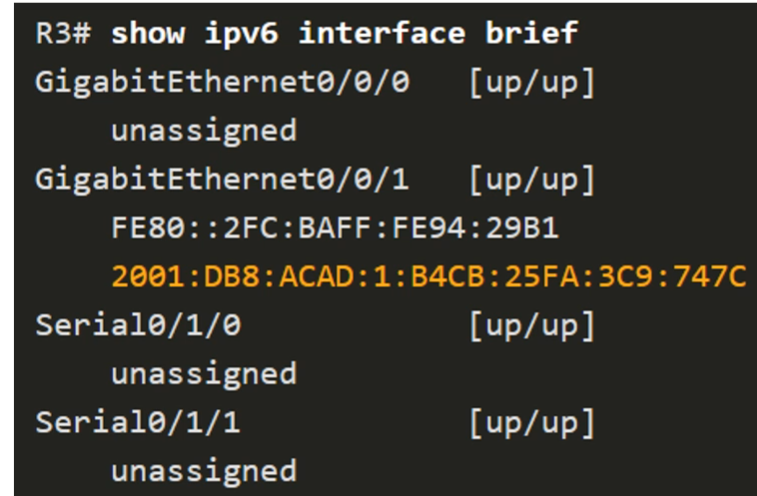 R3# show ipv6 interface brief
GigabitEthernet0/0/0 [up/up]
unassigned
GigabitEthernet0/0/1 [up/up]
FE80::2FC:BAFF:FE94:29B1
2001:DB8:ACAD:1:B4CB:25FA:3C9:747C
Serial0/1/0 [up/up]
unassigned
Serial0/1/1 [up/up]
unassigned